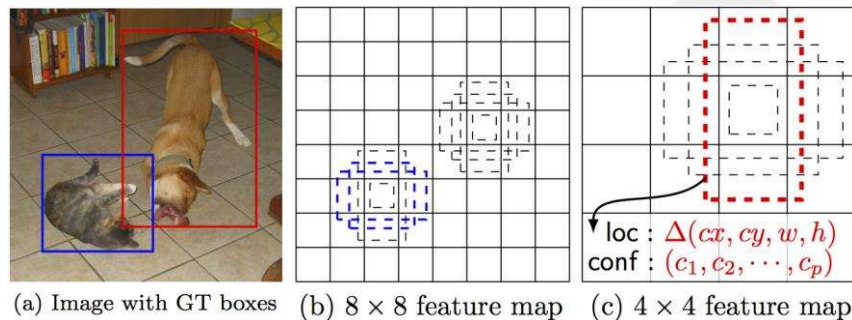 loc : Δ(cx, cy, w, h)
conf : (c₁, c₂, ⋯, cₚ)
(a) Image with GT boxes
(b) 8 × 8 feature map
(c) 4 × 4 feature map